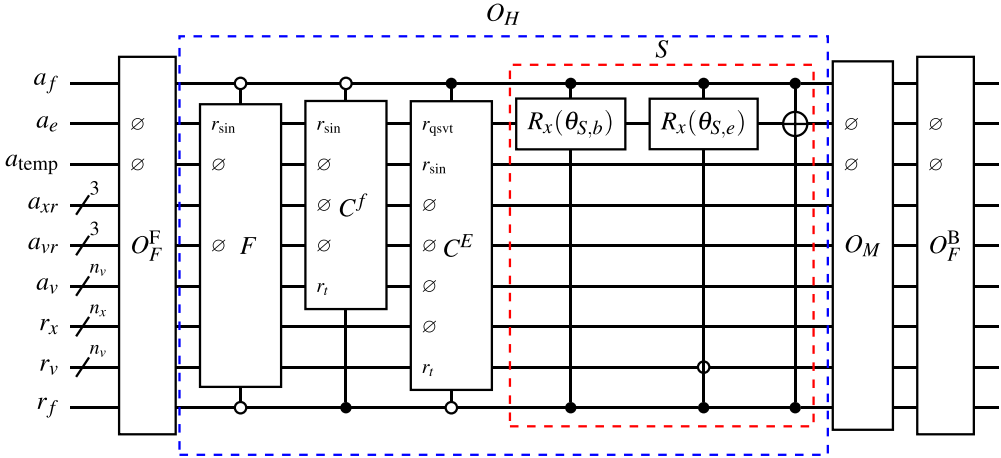 O_H
S
a_f
a_e ∅ r_sin r_sin r_qsvt R_x(θ_{S,b}) R_x(θ_{S,e}) ∅ ∅
a_temp ∅ ∅ ∅ r_sin ∅ ∅
a_xr 3 ∅ C^f ∅
a_vr 3 O_F^F ∅ F ∅ ∅ C^E O_M O_F^B
a_v n_v r_t ∅
r_x n_x ∅
r_v n_v r_t
r_f